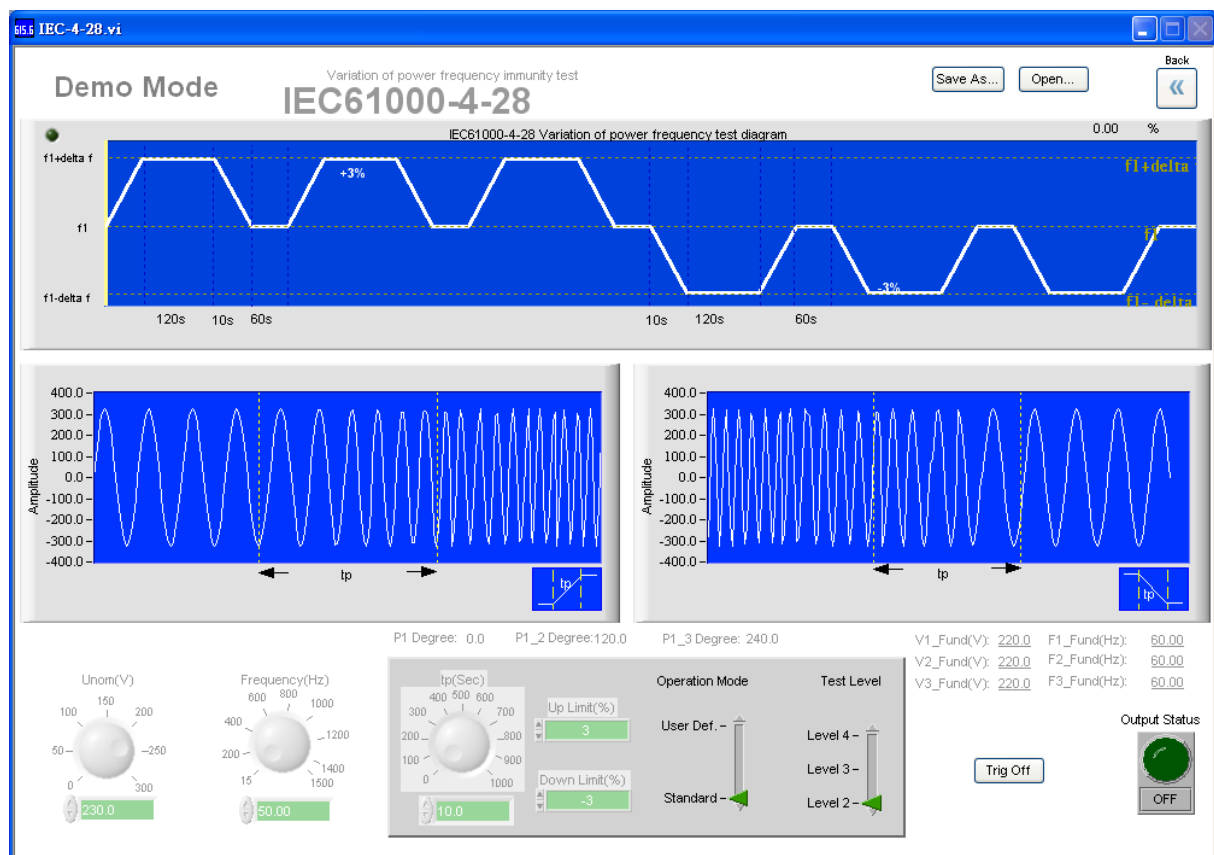 IEC-4-28.vi
Demo Mode
Variation of power frequency immunity test
IEC61000-4-28
Save As...
Open...
Back
IEC61000-4-28 Variation of power frequency test diagram
0.00 %
f1+delta f
f1
f1-delta f
+3%
-3%
f1+delta
f1
f1- delta
120s 10s 60s 10s 120s 60s
Amplitude
400.0
300.0
200.0
100.0
0.0
-100.0
-200.0
-300.0
-400.0
tp
tp
Amplitude
400.0
300.0
200.0
100.0
0.0
-100.0
-200.0
-300.0
-400.0
tp
tp
P1 Degree: 0.0 P1_2 Degree:120.0 P1_3 Degree: 240.0
V1_Fund(V): 220.0 F1_Fund(Hz): 60.00
V2_Fund(V): 220.0 F2_Fund(Hz): 60.00
V3_Fund(V): 220.0 F3_Fund(Hz): 60.00
Unom(V)
0 50 100 150 200 250 300
230.0
Frequency(Hz)
15 200 400 600 800 1000 1200 1400 1500
50.00
tp(Sec)
0 100 200 300 400 500 600 700 800 900 1000
10.0
Up Limit(%)
3
Down Limit(%)
-3
Operation Mode
User Def.
Standard
Test Level
Level 4
Level 3
Level 2
Trig Off
Output Status
OFF